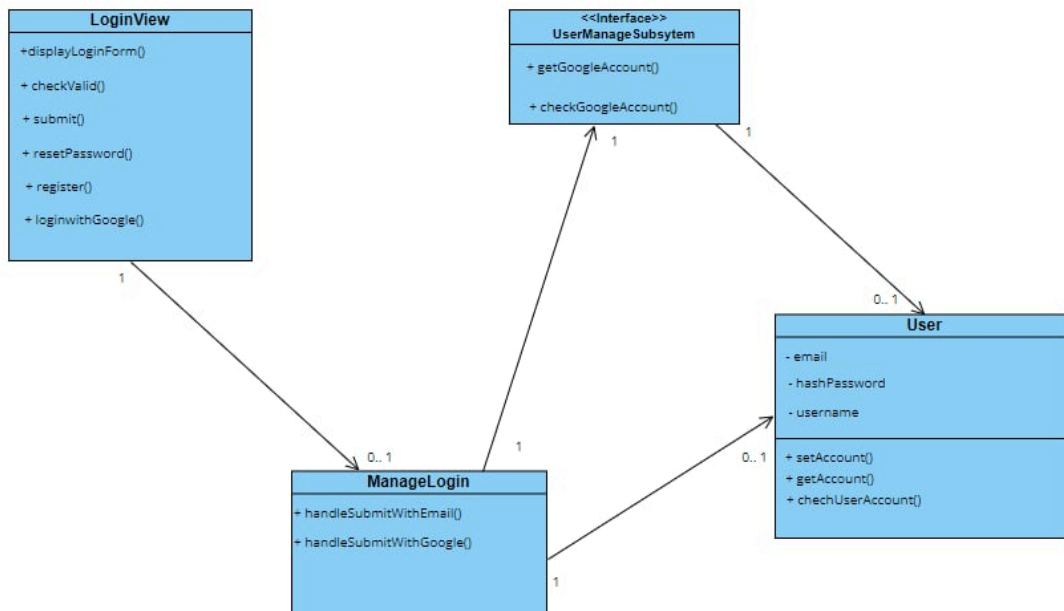 LoginView
+displayLoginForm()
+ checkValid()
+ submit()
+ resetPassword()
+ register()
+ loginwithGoogle()
1
<<Interface>>
UserManageSubsytem
+ getGoogleAccount()
+ checkGoogleAccount()
1
1
0.. 1
User
- email
- hashPassword
- username
+ setAccount()
+ getAccount()
+ chechUserAccount()
0.. 1
1
0.. 1
ManageLogin
+ handleSubmitWithEmail()
+ handleSubmitWithGoogle()
1